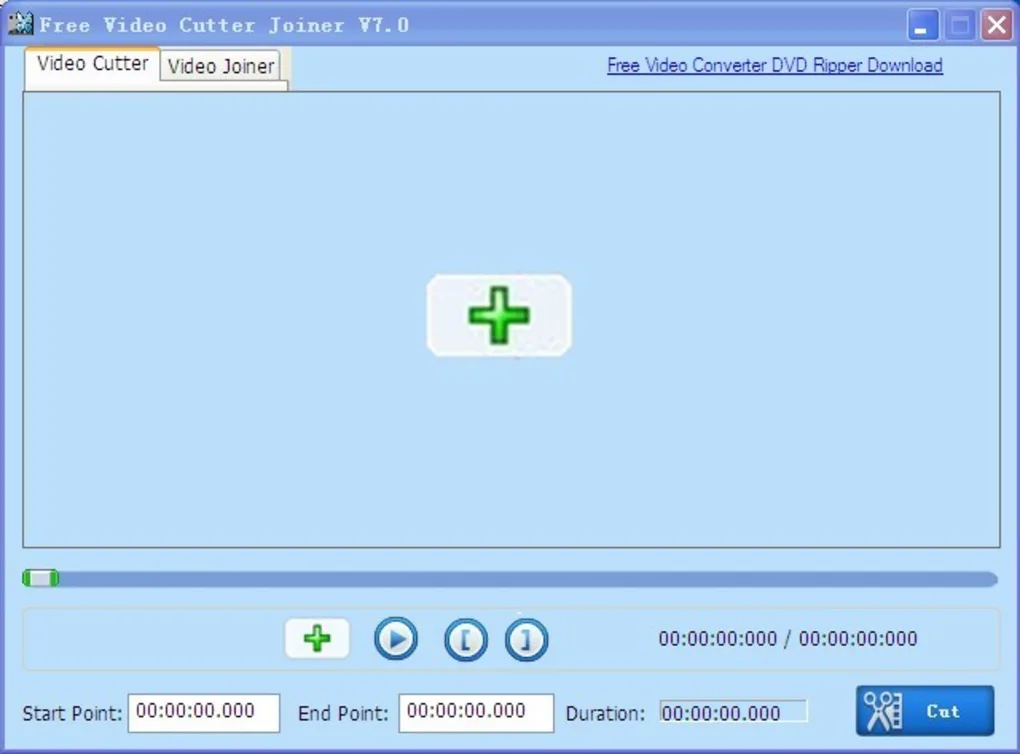 Free Video Cutter Joiner V7.0
Video Cutter Video Joiner Free Video Converter DVD Ripper Download
00:00:00:000 / 00:00:00:000
Start Point: 00:00:00.000 End Point: 00:00:00.000 Duration: 00:00:00.000 Cut